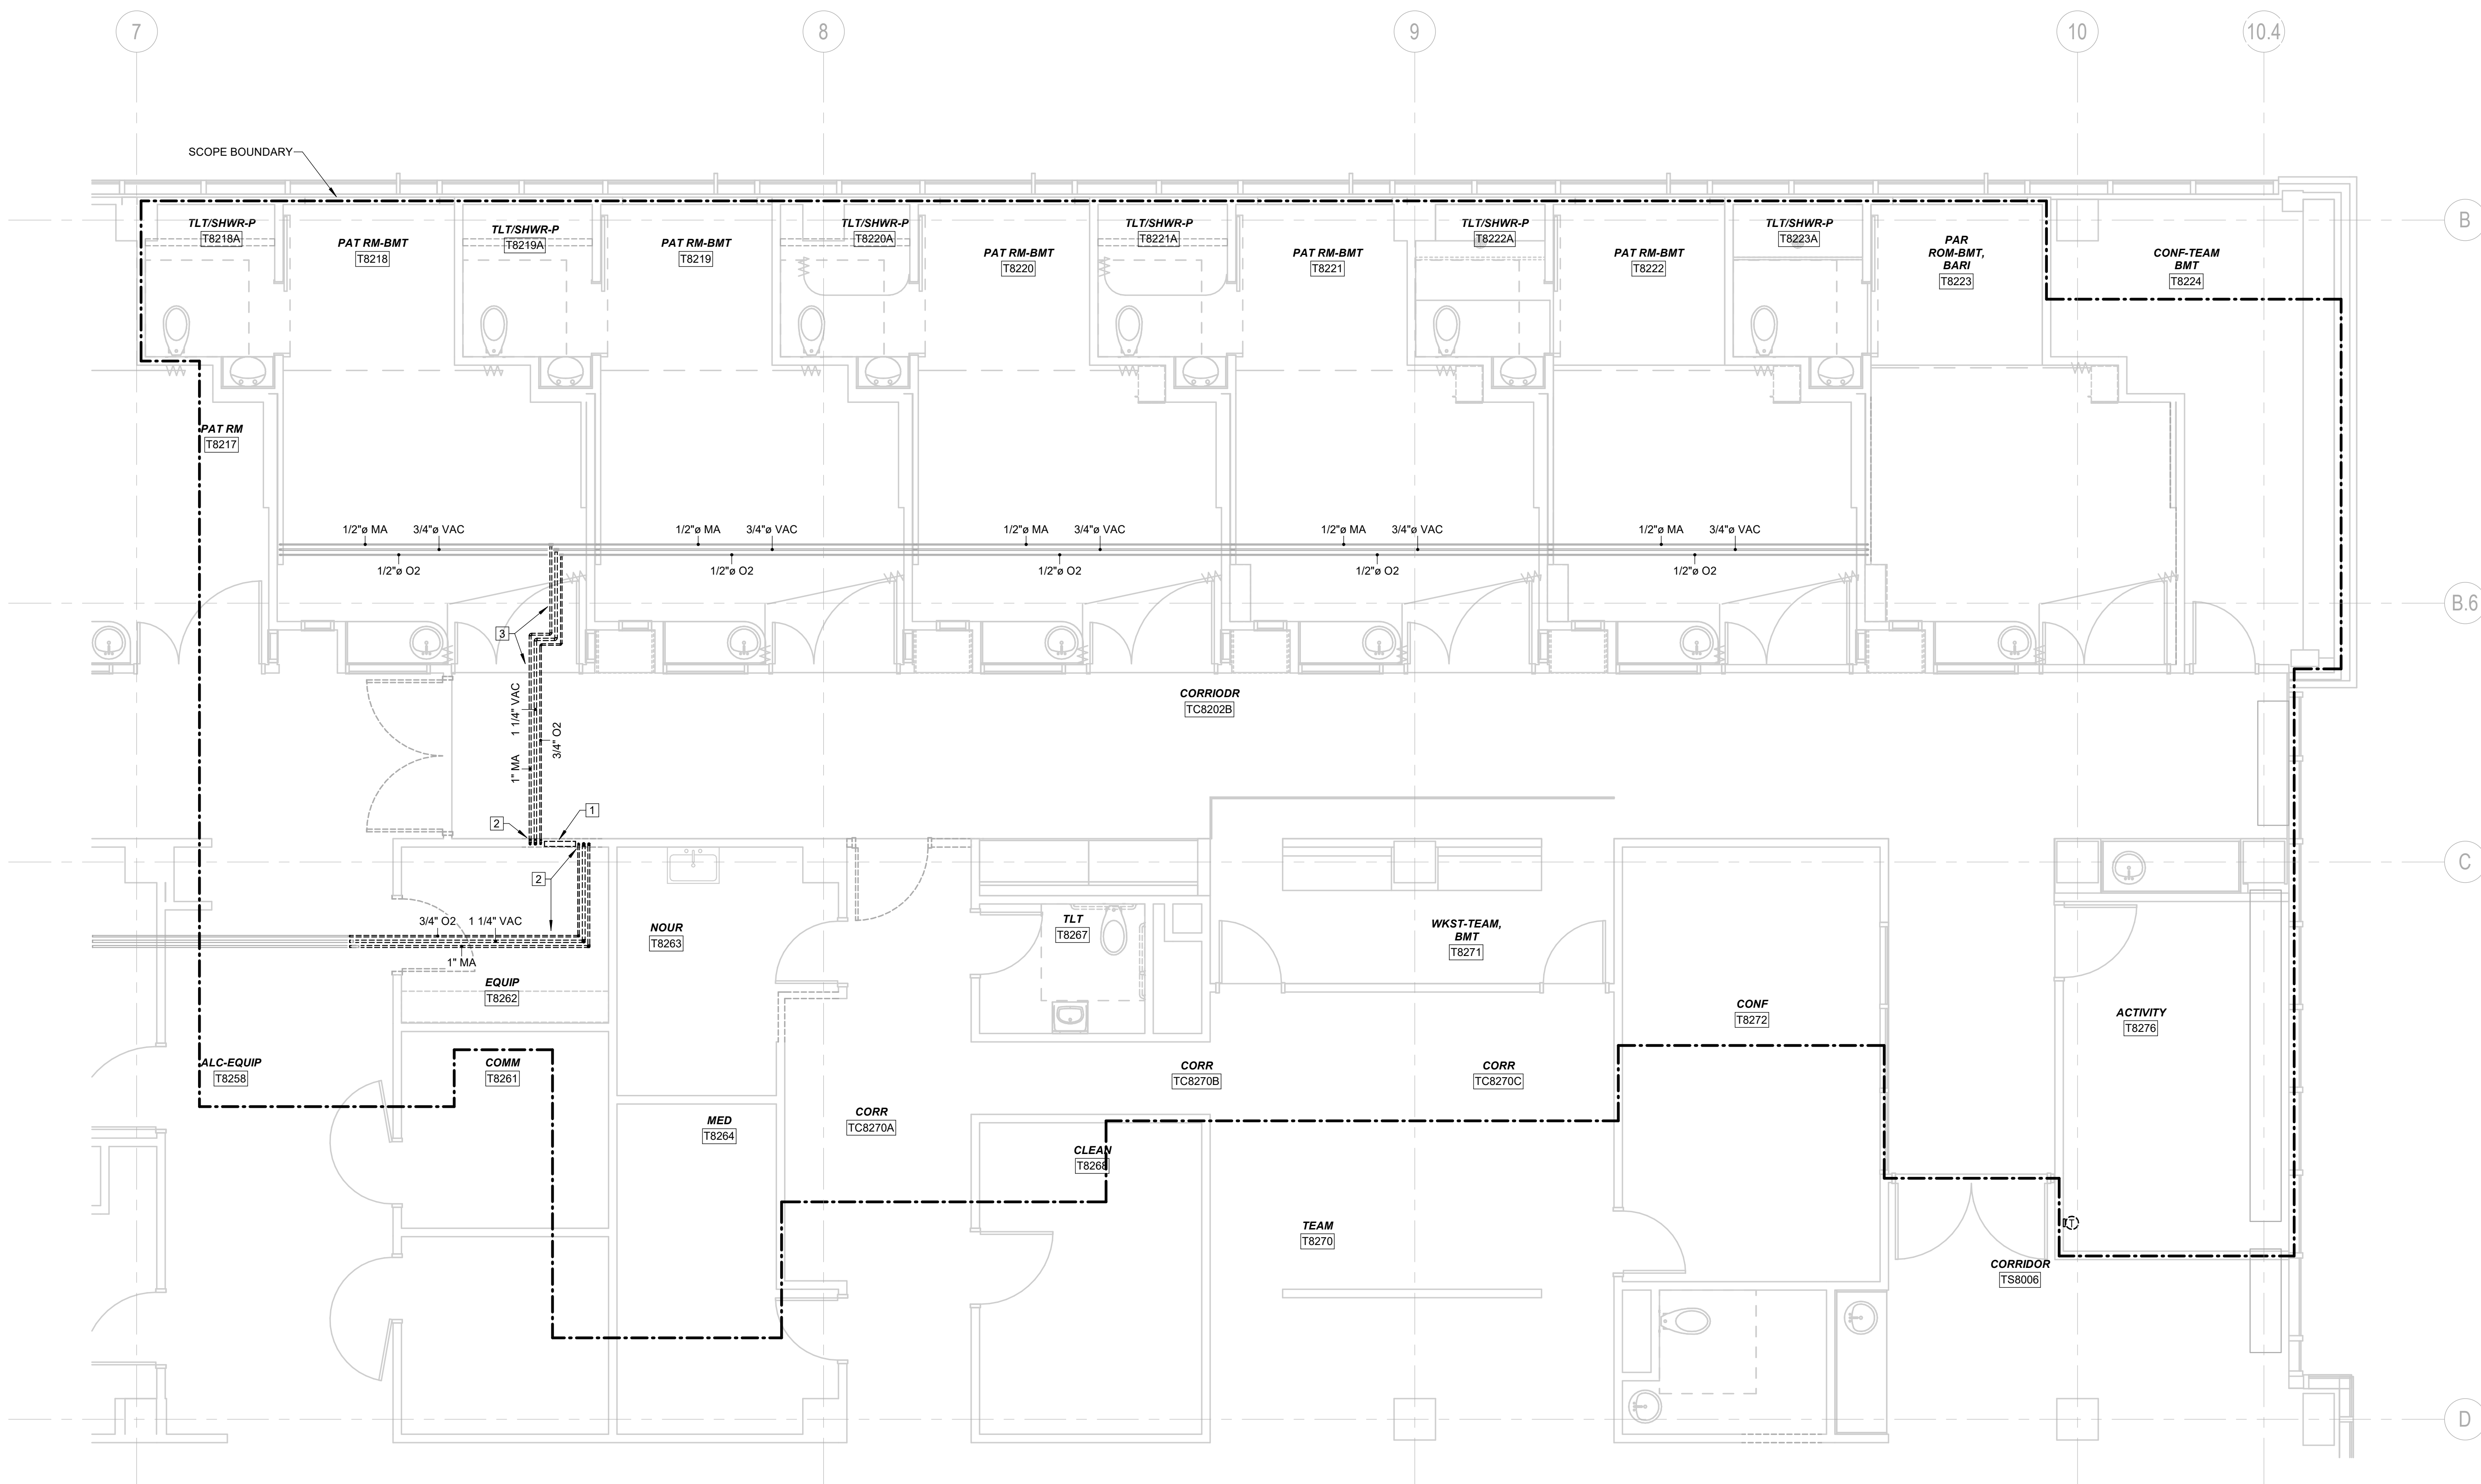 7
8
9
10
10.4
SCOPE BOUNDARY
B
TLT/SHWR-P
T8218A
PAT RM-BMT
T8218
TLT/SHWR-P
T8219A
PAT RM-BMT
T8219
TLT/SHWR-P
T8220A
PAT RM-BMT
T8220
TLT/SHWR-P
T8221A
PAT RM-BMT
T8221
TLT/SHWR-P
T8222A
PAT RM-BMT
T8222
TLT/SHWR-P
T8223A
PAR
ROM-BMT,
BARI
T8223
CONF-TEAM
BMT
T8224
PAT RM
T8217
1/2"ø MA
3/4"ø VAC
1/2"ø MA
3/4"ø VAC
1/2"ø MA
3/4"ø VAC
1/2"ø MA
3/4"ø VAC
1/2"ø MA
3/4"ø VAC
1/2"ø O2
1/2"ø O2
1/2"ø O2
1/2"ø O2
1/2"ø O2
B.6
3
1 1/4" VAC
3/4" O2
1" MA
CORRIODR
TC8202B
1
2
2
C
3/4" O2
1 1/4" VAC
1" MA
NOUR
T8263
TLT
T8267
WKST-TEAM,
BMT
T8271
EQUIP
T8262
CONF
T8272
ACTIVITY
T8276
ALC-EQUIP
T8258
COMM
T8261
CORR
TC8270B
CORR
TC8270C
MED
T8264
CORR
TC8270A
CLEAN
T8268
TEAM
T8270
T
CORRIDOR
TS8006
D